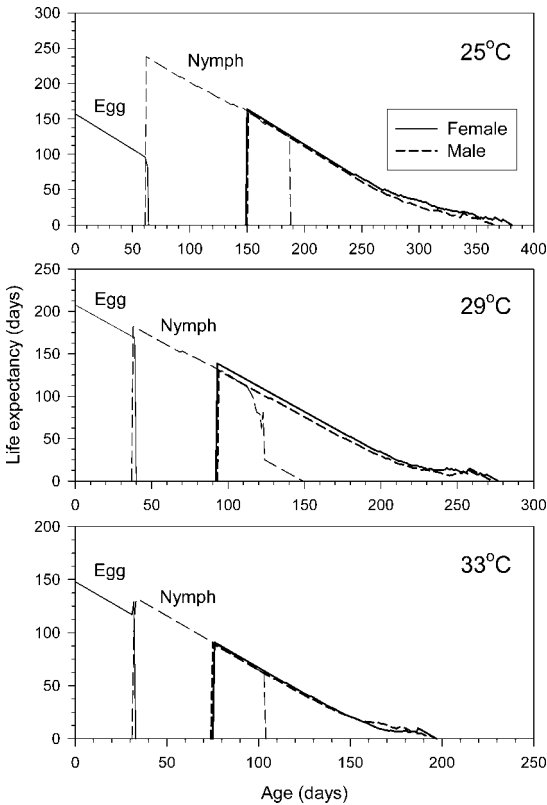 300
250
200
150
100
50
0
25°C
Nymph
Egg
Female
Male
0 50 100 150 200 250 300 350 400
250
200
150
100
50
0
29°C
Egg
Nymph
0 50 100 150 200 250 300
200
150
100
50
0
33°C
Egg
Nymph
0 50 100 150 200 250
Life expectancy (days)
Age (days)